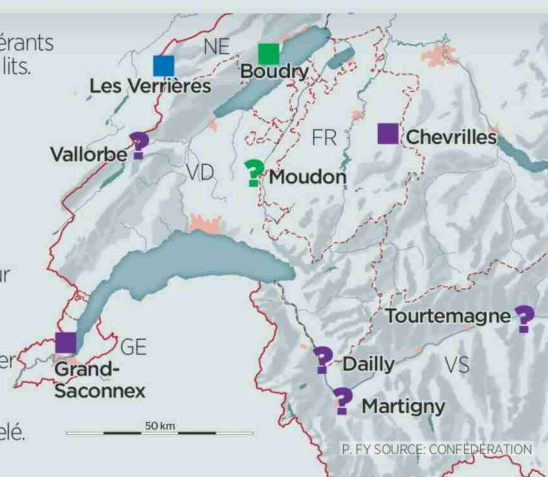 érants
lits.
NE
Boudry
Les Verrières
Vallorbe ?
FR
Chevrilles
VD
? Moudon
ur
Tourtemagne ?
GE
er
Grand-
Saconnex
? Dailly
VS
? Martigny
elé.
50 km
P. FY SOURCE: CONFÉDÉRATION